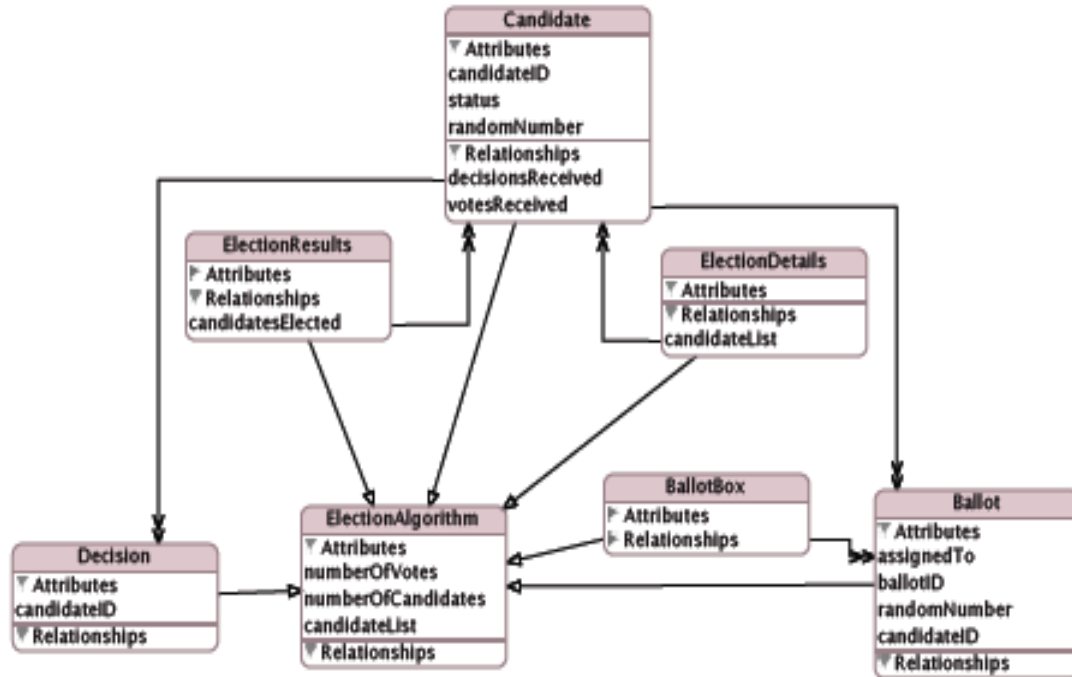 Candidate
Attributes
candidateID
status
randomNumber
Relationships
decisionsReceived
votesReceived
ElectionResults
Attributes
Relationships
candidatesElected
ElectionDetails
Attributes
Relationships
candidateList
BallotBox
Attributes
Relationships
ElectionAlgorithm
Attributes
numberOfVotes
numberOfCandidates
candidateList
Relationships
Decision
Attributes
candidateID
Relationships
Ballot
Attributes
assignedTo
ballotID
randomNumber
candidateID
Relationships